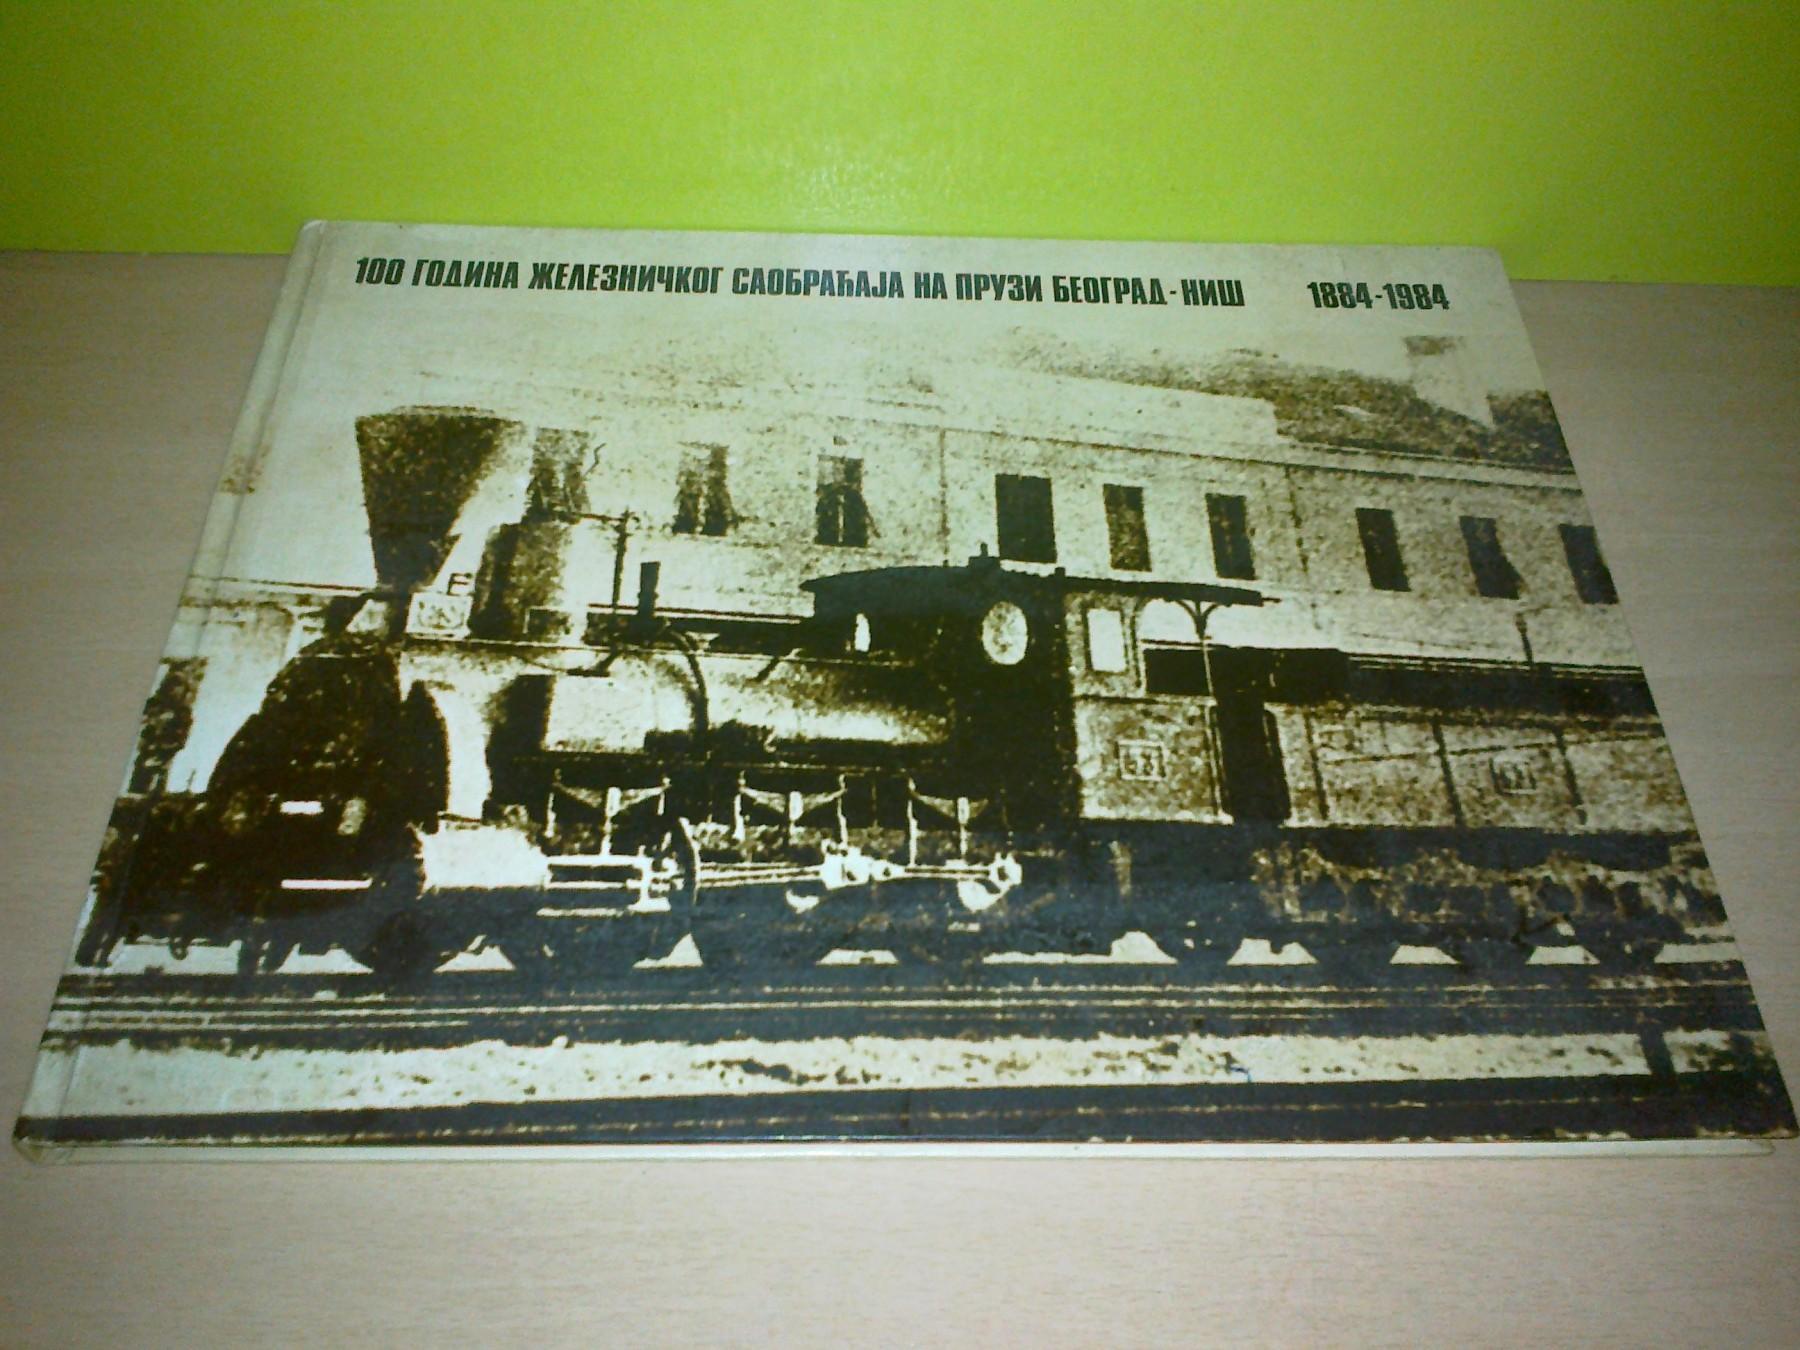 100 ГОДИНА ЖЕЛЕЗНИЧКОГ САОБРАЋАЈА НА ПРУЗИ БЕОГРАД-НИШ 1884-1984